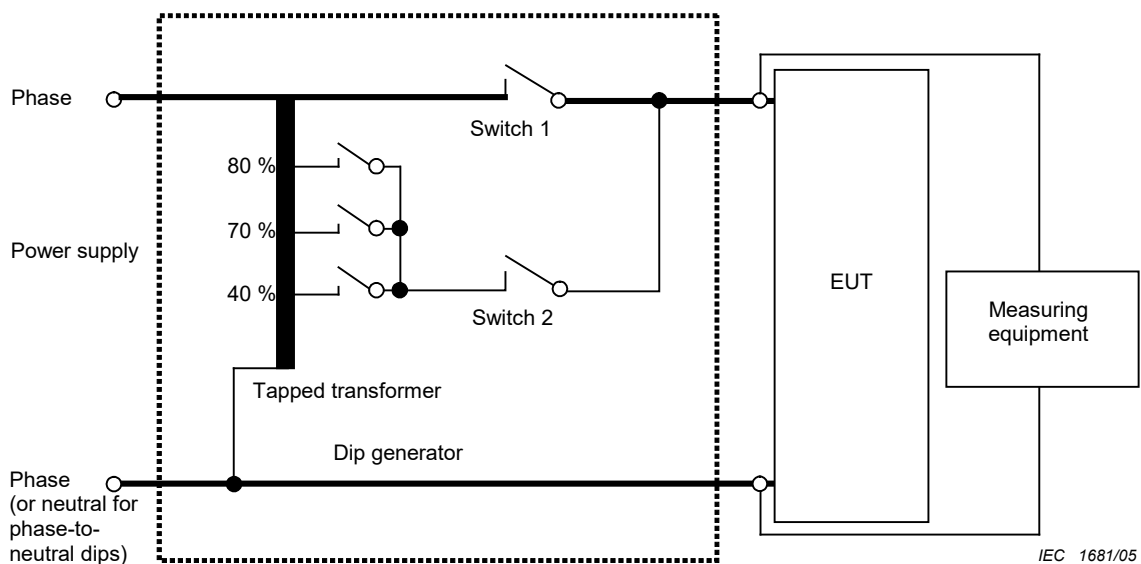 Phase
Switch 1
80 %
70 %
Power supply
40 %
EUT
Switch 2
Measuring
equipment
Tapped transformer
Dip generator
Phase
(or neutral for
phase-to-
neutral dips)
IEC 1681/05